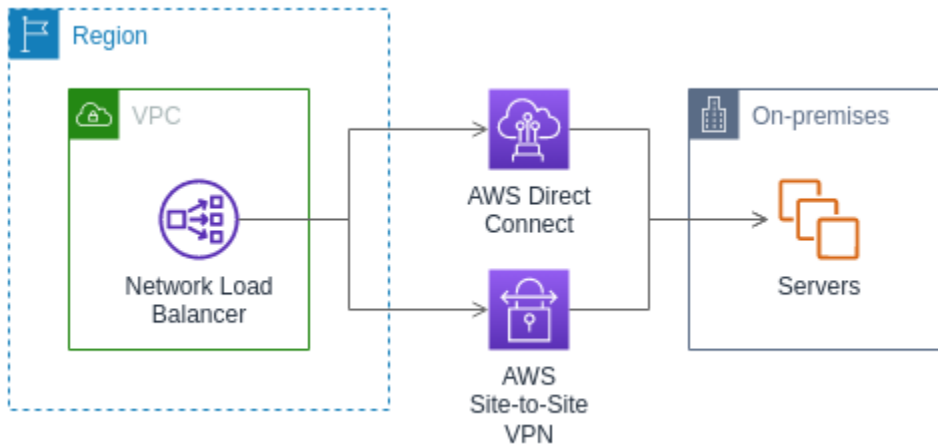 Region
VPC
Network Load
Balancer
AWS Direct
Connect
AWS
Site-to-Site
VPN
On-premises
Servers